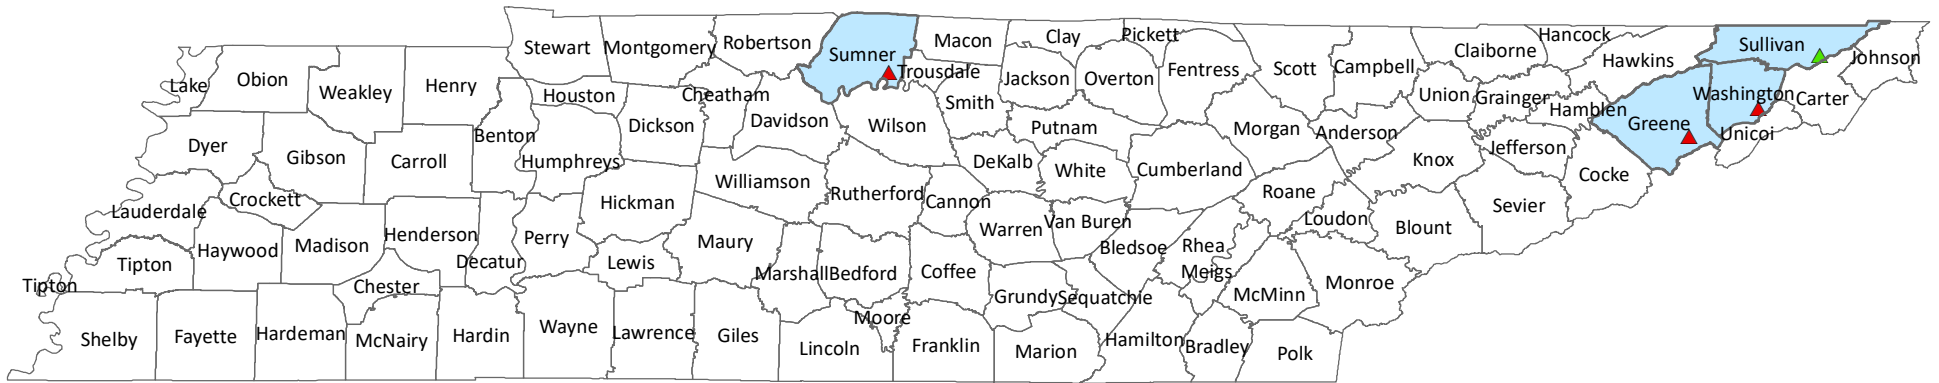 Stewart
Montgomery
Robertson
Sumner
Macon
Clay
Pickett
Hancock
Lake
Obion
Weakley
Henry
Houston
Cheatham
Trousdale
Jackson
Overton
Fentress
Scott
Campbell
Claiborne
Hawkins
Sullivan
Johnson
Dyer
Gibson
Carroll
Benton
Humphreys
Dickson
Davidson
Wilson
Smith
Putnam
Morgan
Anderson
Union
Grainger
Hamblen
Greene
Washington
Carter
Unicoi
Lauderdale
Crockett
Hickman
Williamson
Rutherford
Cannon
DeKalb
White
Cumberland
Roane
Knox
Jefferson
Cocke
Sevier
Haywood
Madison
Henderson
Decatur
Perry
Lewis
Maury
Marshall
Bedford
Coffee
Warren
Van Buren
Bledsoe
Rhea
Meigs
Loudon
Blount
Tipton
Tipton
Chester
Grundy
Sequatchie
McMinn
Monroe
Shelby
Fayette
Hardeman
McNairy
Hardin
Wayne
Lawrence
Giles
Lincoln
Moore
Franklin
Marion
Hamilton
Bradley
Polk